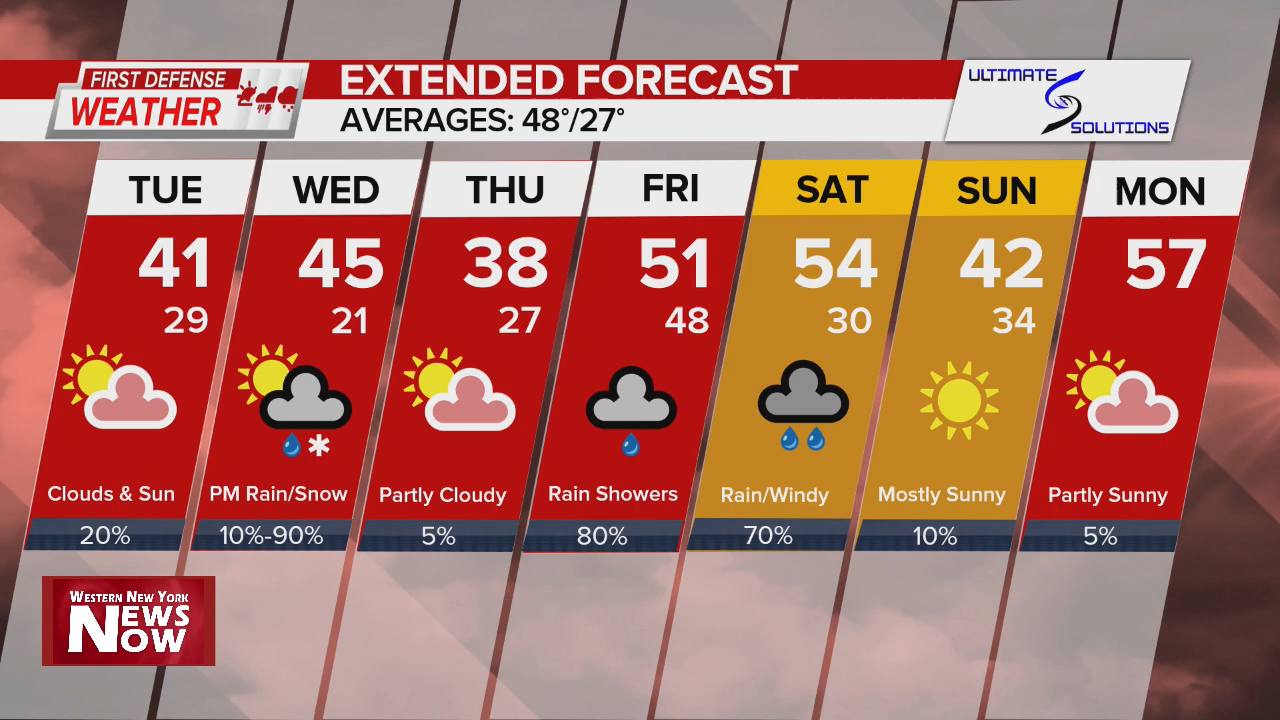 FIRST DEFENSE
WEATHER
EXTENDED FORECAST
AVERAGES: 48°/27°
ULTIMATE
SOLUTIONS
TUE WED THU FRI SAT SUN MON
41 45 38 51 54 42 57
29 21 27 48 30 34
Clouds & Sun PM Rain/Snow Partly Cloudy Rain Showers Rain/Windy Mostly Sunny Partly Sunny
20% 10%-90% 5% 80% 70% 10% 5%
WESTERN NEW YORK
NEWS
NOW